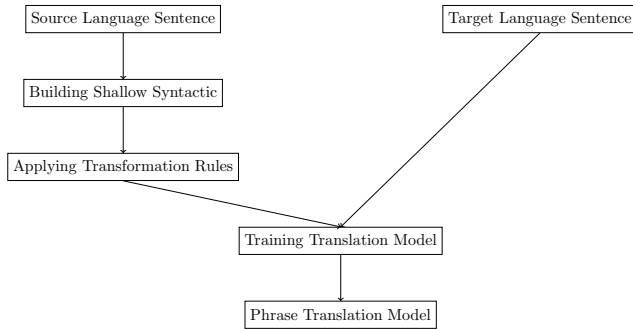 Source Language Sentence
Target Language Sentence
Building Shallow Syntactic
Applying Transformation Rules
Training Translation Model
Phrase Translation Model